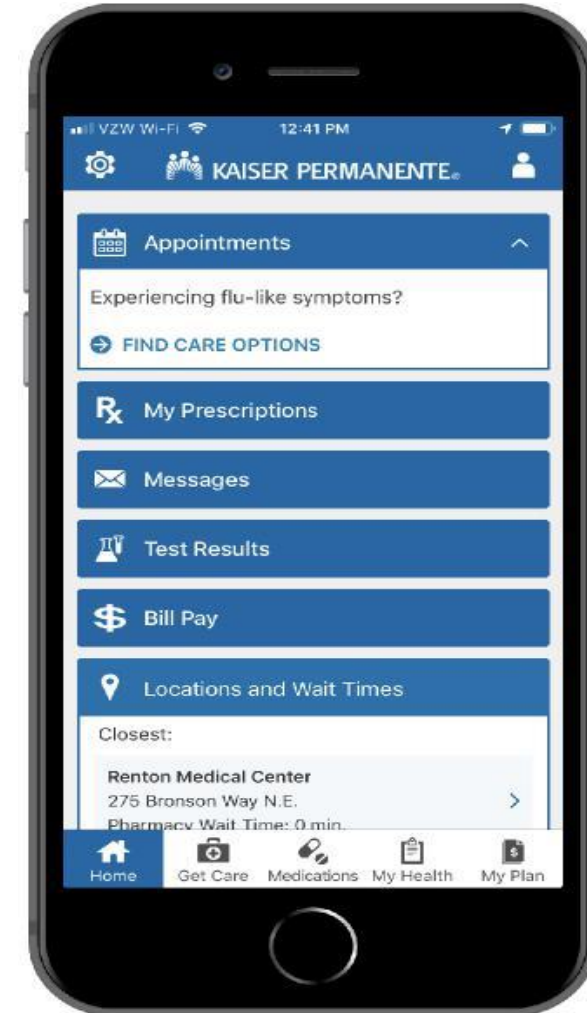 VZW Wi-Fi 12:41 PM
KAISER PERMANENTE®
Appointments
Experiencing flu-like symptoms?
FIND CARE OPTIONS
Rx My Prescriptions
Messages
Test Results
$ Bill Pay
Locations and Wait Times
Closest:
Renton Medical Center
275 Bronson Way N.E.
Pharmacy Wait Time: 0 min.
Home Get Care Medications My Health My Plan